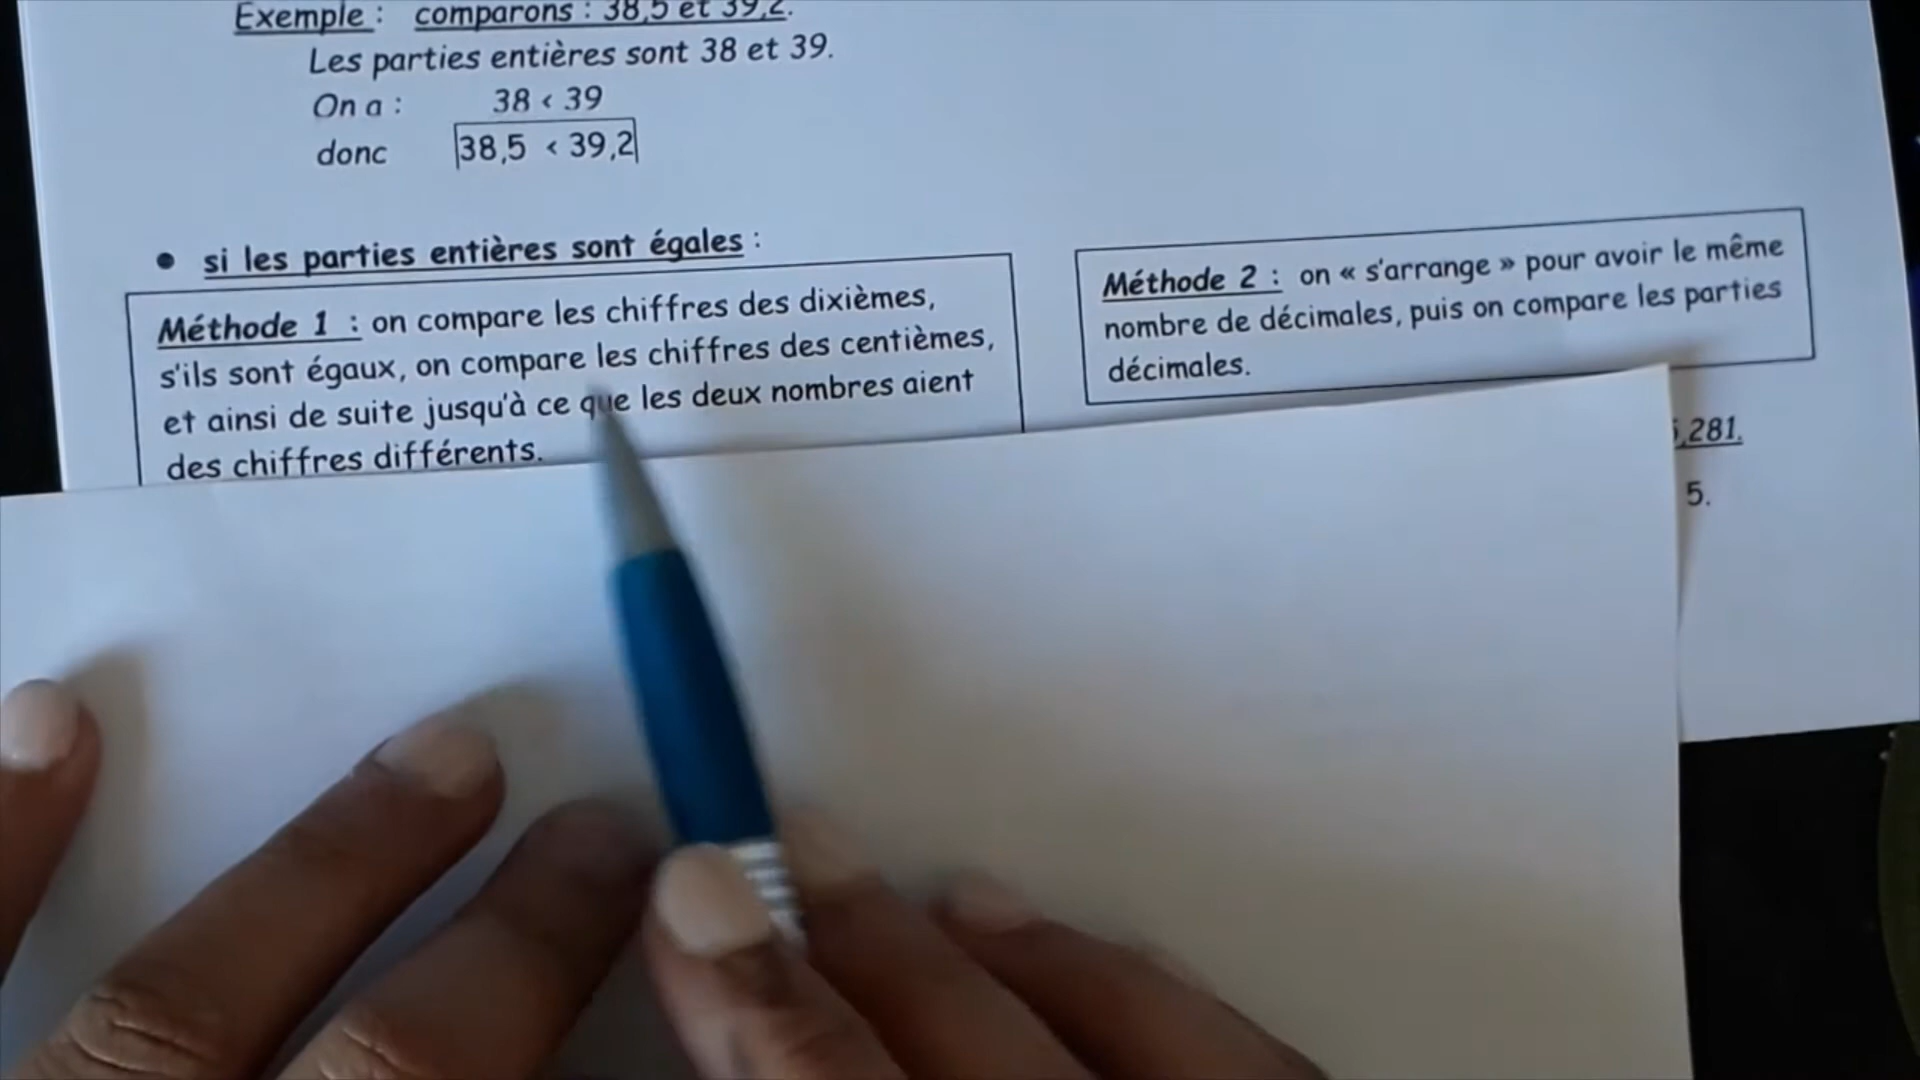 Exemple : comparons : 38,5 et 39,2.
Les parties entières sont 38 et 39.
On a : 38 < 39
donc 38,5 < 39,2
• si les parties entières sont égales :
Méthode 1 : on compare les chiffres des dixièmes,
s'ils sont égaux, on compare les chiffres des centièmes,
et ainsi de suite jusqu'à ce que les deux nombres aient
des chiffres différents.
Méthode 2 : on « s'arrange » pour avoir le même
nombre de décimales, puis on compare les parties
décimales.
,281.
5.